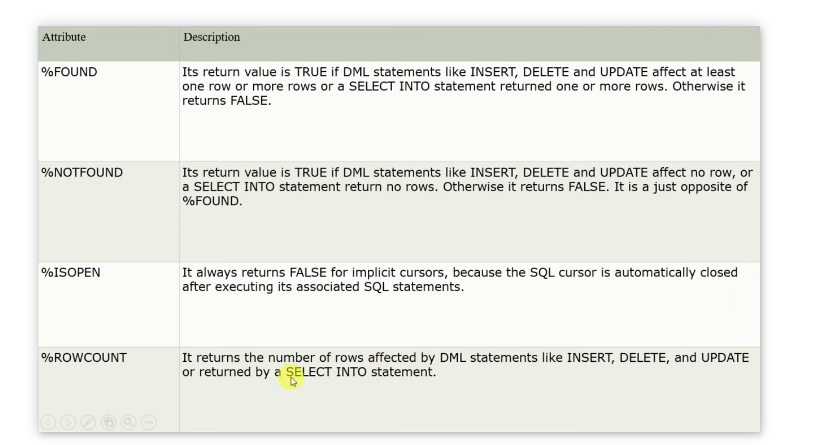 Attribute Description
%FOUND Its return value is TRUE if DML statements like INSERT, DELETE and UPDATE affect at least
one row or more rows or a SELECT INTO statement returned one or more rows. Otherwise it
returns FALSE.
%NOTFOUND Its return value is TRUE if DML statements like INSERT, DELETE and UPDATE affect no row, or
a SELECT INTO statement return no rows. Otherwise it returns FALSE. It is a just opposite of
%FOUND.
%ISOPEN It always returns FALSE for implicit cursors, because the SQL cursor is automatically closed
after executing its associated SQL statements.
%ROWCOUNT It returns the number of rows affected by DML statements like INSERT, DELETE, and UPDATE
or returned by a SELECT INTO statement.